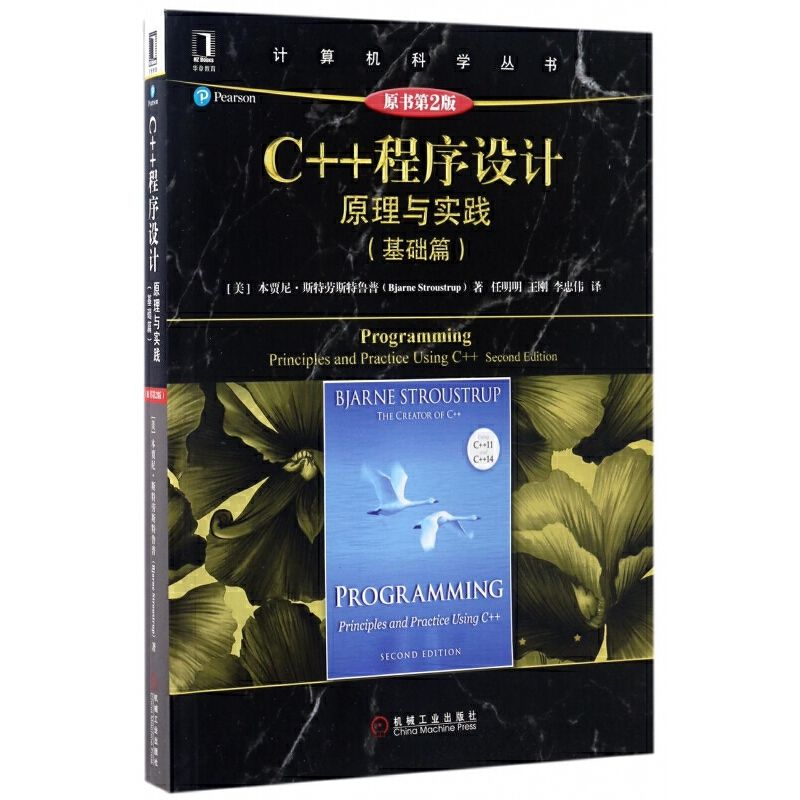 HZ Books
华章教育
计算机科学丛书
Pearson
原书第2版
C++程序设计
原理与实践
(基础篇)
[美] 本贾尼·斯特劳斯特鲁普(Bjarne Stroustrup) 著 任明明 王刚 李忠伟 译
Programming
Principles and Practice Using C++ Second Edition
BJARNE STROUSTRUP
THE CREATOR OF C++
Using
C++11
and
C++14
PROGRAMMING
Principles and Practice Using C++
SECOND EDITION
机械工业出版社
China Machine Press
C++程序设计
原理与实践
(基础篇)
(原书第2版)
[美] 本贾尼·斯特劳斯特鲁普(Bjarne Stroustrup) 著
机械工业出版社